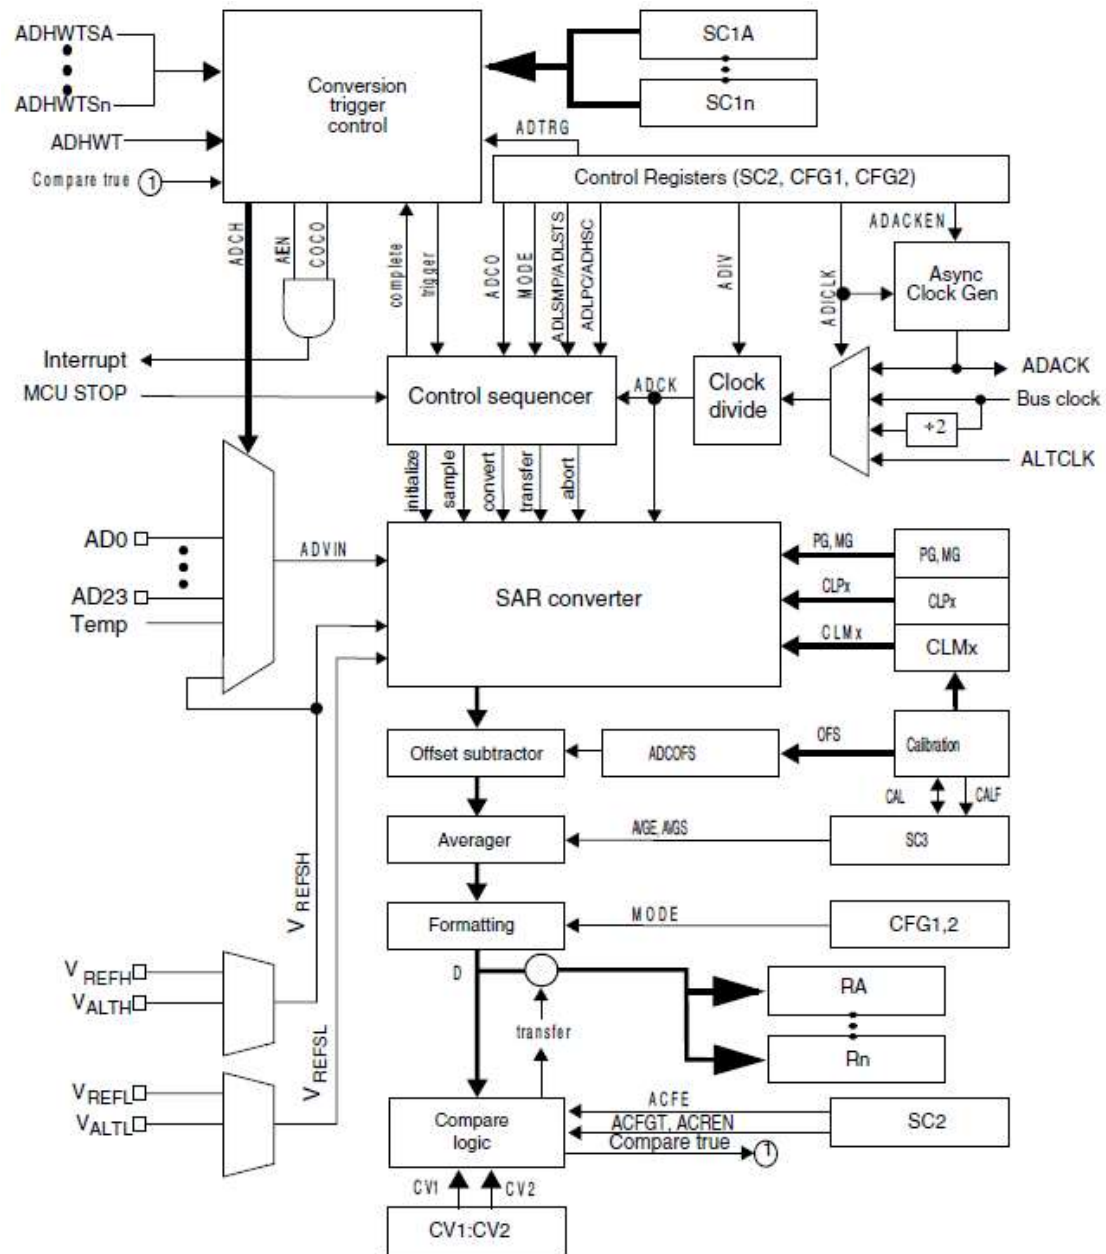 ADHWTSA
ADHWTSn
ADHWT
Compare true 1
Conversion
trigger
control
SC1A
SC1n
ADTRG
Control Registers (SC2, CFG1, CFG2)
ADCH
AIEN
COCO
complete
trigger
ADCO
MODE
ADLSMP/ADLSTS
ADLPC/ADHSC
ADIV
ADICLK
ADACKEN
Async
Clock Gen
Interrupt
MCU STOP
Control sequencer
ADCK
Clock
divide
ADACK
Bus clock
÷2
ALTCLK
initialize
sample
convert
transfer
abort
AD0
AD23
Temp
ADVIN
SAR converter
PG, MG
PG, MG
CLPx
CLPx
CLMx
CLMx
Offset subtractor
ADCOFS
OFS
Calibration
CAL
CALF
Averager
AVGE, AVGS
SC3
Formatting
MODE
CFG1,2
VREFSH
VREFSL
VREFH
VALTH
VREFL
VALTL
D
transfer
RA
Rn
Compare
logic
ACFE
ACFGT, ACREN
Compare true
1
SC2
CV1
CV2
CV1:CV2